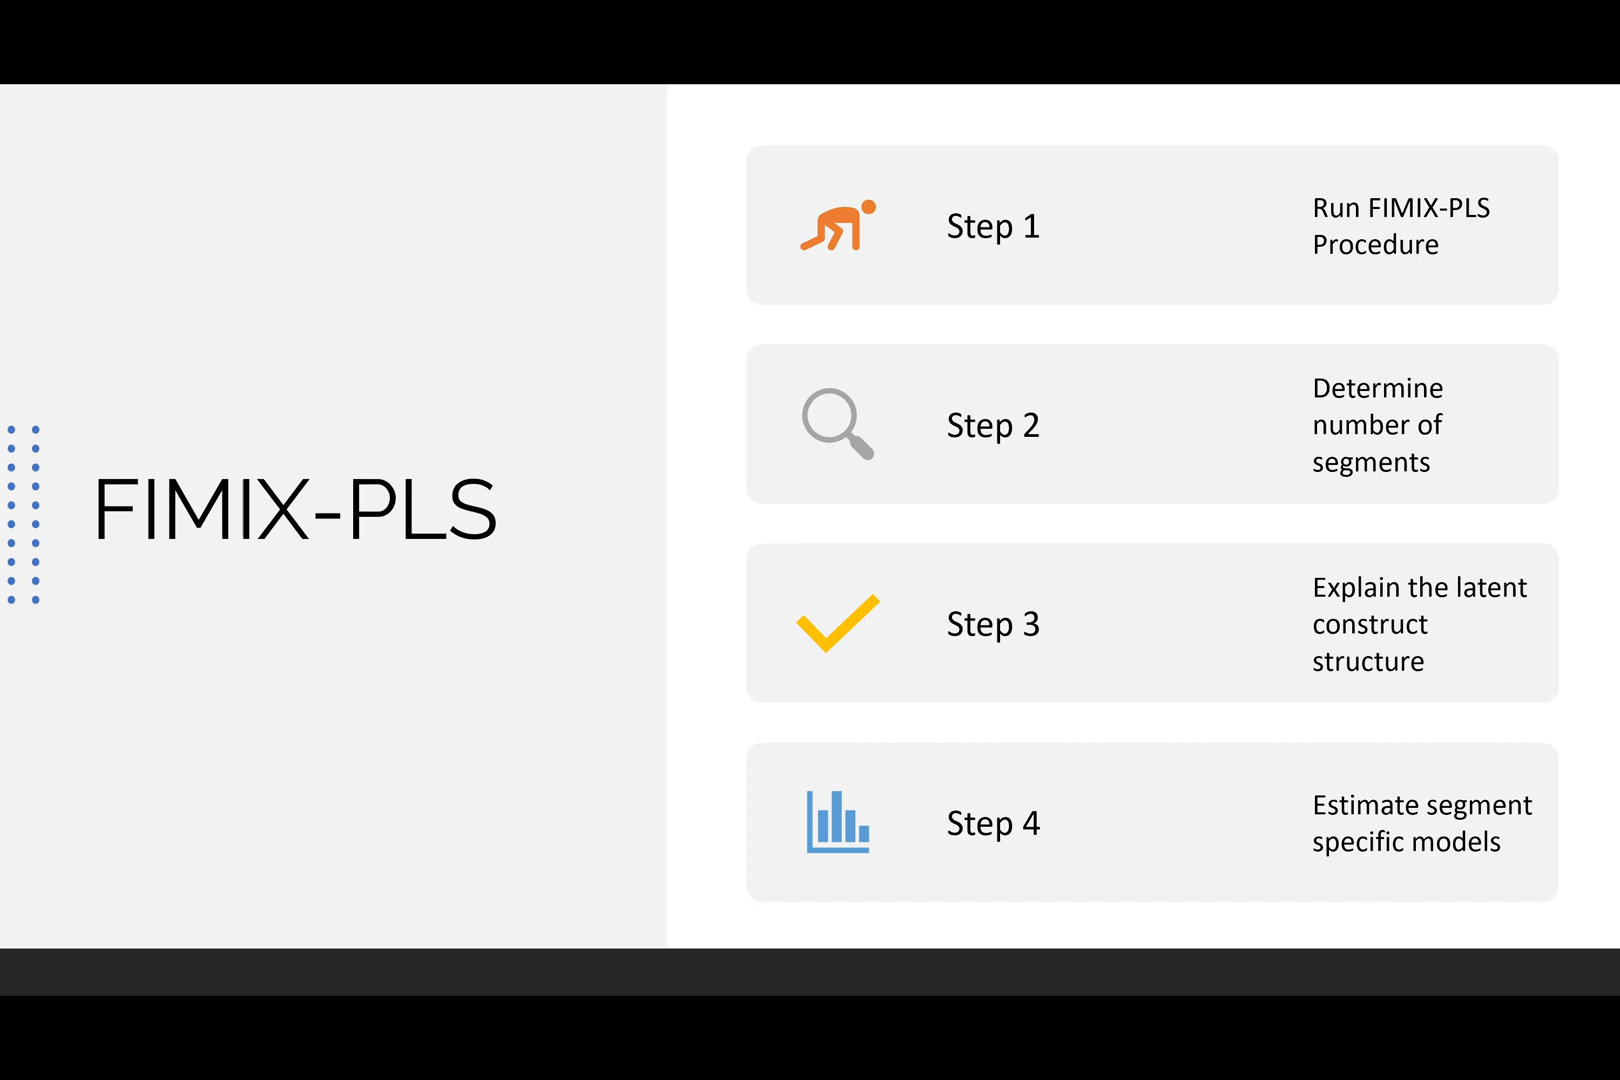 FIMIX-PLS
Step 1
Run FIMIX-PLS
Procedure
Step 2
Determine
number of
segments
Step 3
Explain the latent
construct
structure
Step 4
Estimate segment
specific models